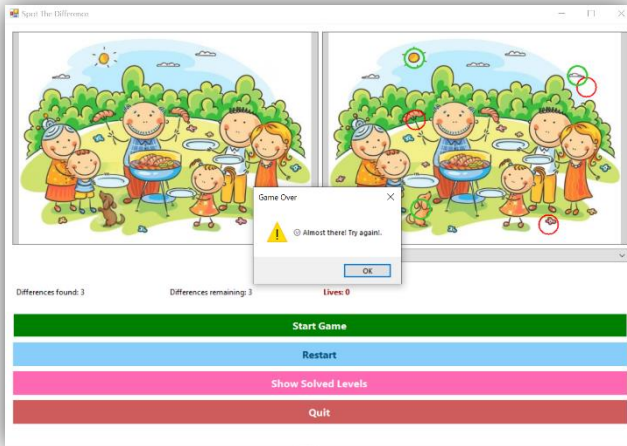 Spot The Difference
Game Over
☹ Almost there! Try again!.
OK
Differences found: 3
Differences remaining: 3
Lives: 0
Start Game
Restart
Show Solved Levels
Quit